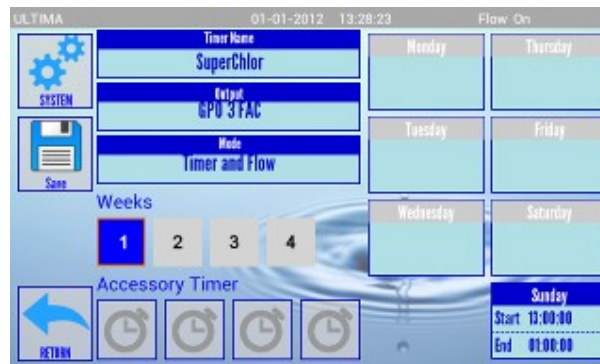 ULTIMA 01-01-2012 13:28:23 Flow On
SYSTEM
Save
RETURN
Timer Name
SuperChlor
Output
GPO 3 FAC
Mode
Timer and Flow
Weeks
1 2 3 4
Accessory Timer
Monday
Tuesday
Wednesday
Thursday
Friday
Saturday
Sunday
Start 13:00:00
End 01:00:00